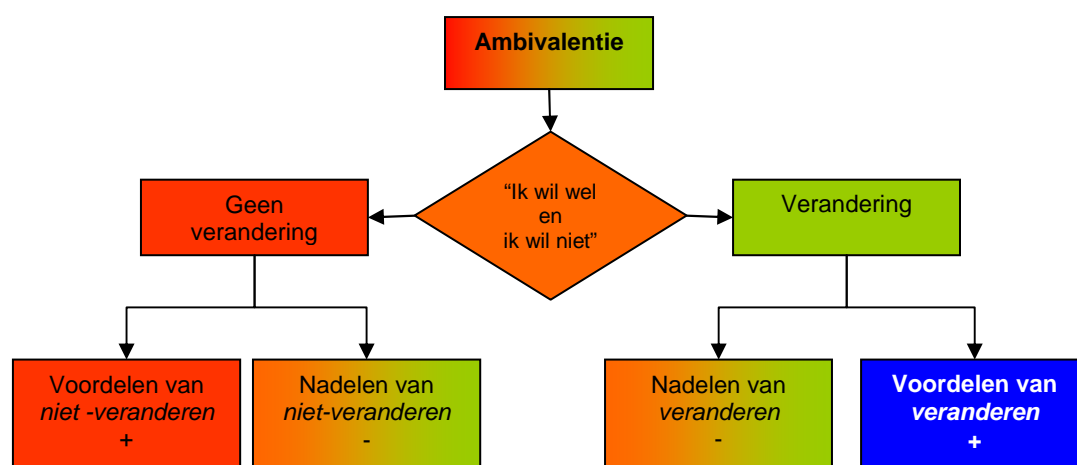 Ambivalentie
“Ik wil wel
en
ik wil niet”
Geen
verandering
Verandering
Voordelen van
niet -veranderen
+
Nadelen van
niet-veranderen
-
Nadelen van
veranderen
-
Voordelen van
veranderen
+